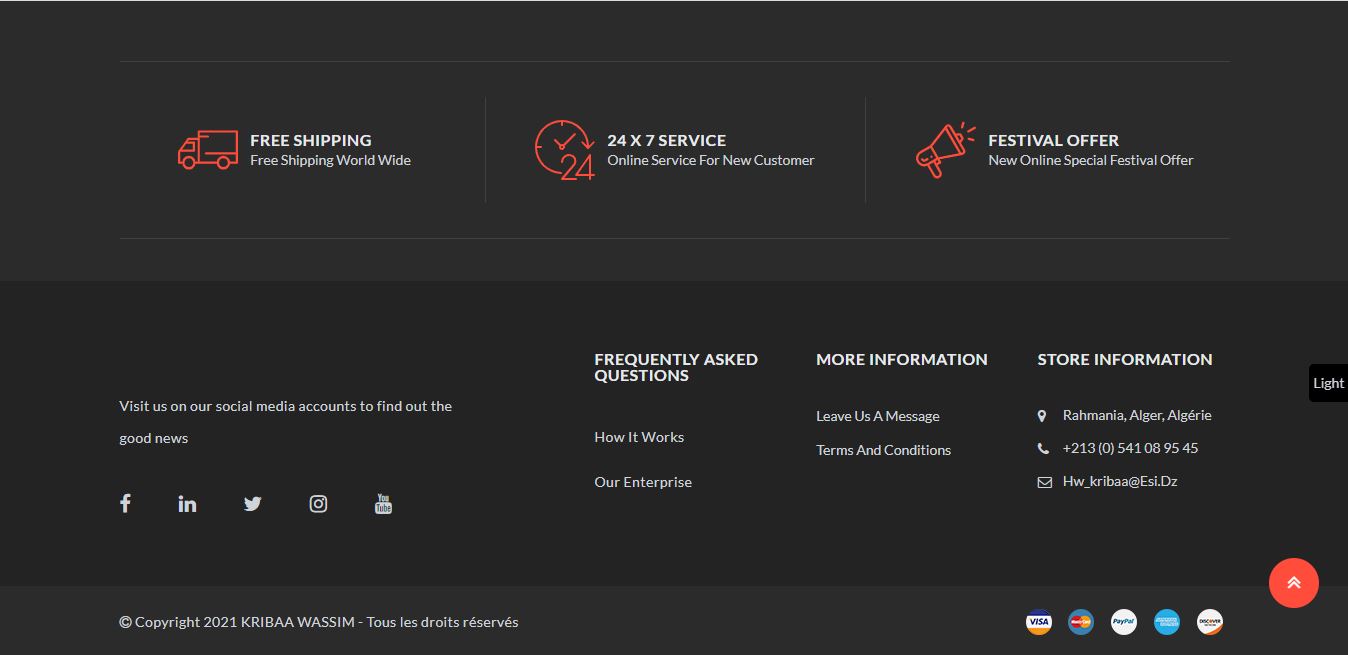 FREE SHIPPING
Free Shipping World Wide
24
24 X 7 SERVICE
Online Service For New Customer
FESTIVAL OFFER
New Online Special Festival Offer
Visit us on our social media accounts to find out the
good news
You
Tube
FREQUENTLY ASKED
QUESTIONS
How It Works
Our Enterprise
MORE INFORMATION
Leave Us A Message
Terms And Conditions
STORE INFORMATION
Rahmania, Alger, Algérie
+213 (0) 541 08 95 45
Hw_kribaa@Esi.Dz
Light
© Copyright 2021 KRIBAA WASSIM - Tous les droits réservés
VISA
MasterCard
PayPal
DISCOVER